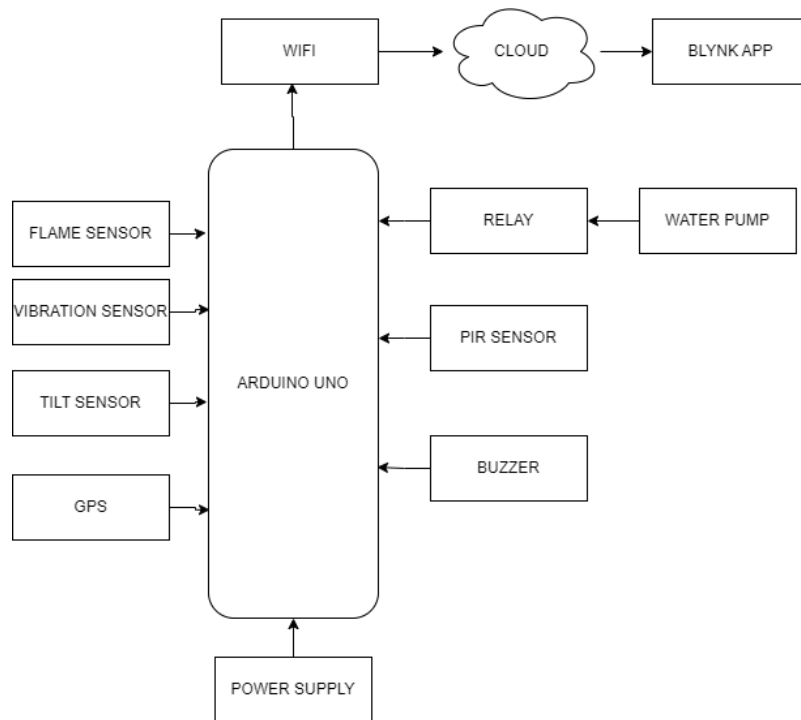 WIFI
CLOUD
BLYNK APP
FLAME SENSOR
RELAY
WATER PUMP
VIBRATION SENSOR
PIR SENSOR
TILT SENSOR
ARDUINO UNO
BUZZER
GPS
POWER SUPPLY